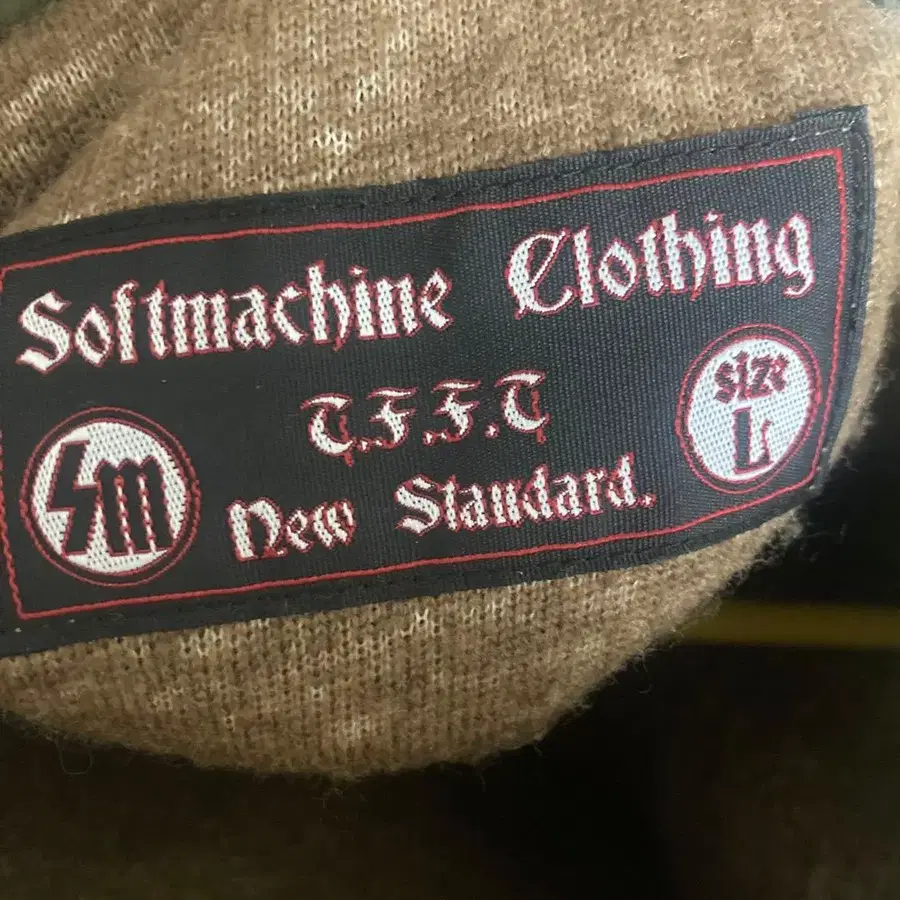 Softmachine Clothing
T.F.F.T
New Standard.
Sm
size
L